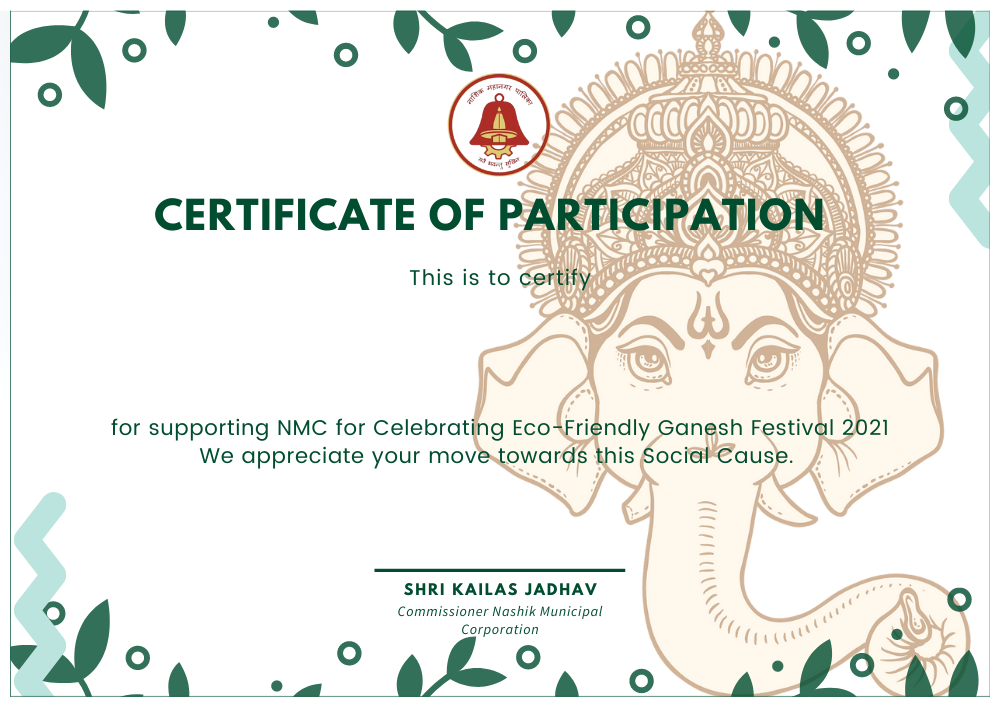 नाशिक महानगर पालिका
CERTIFICATE OF PARTICIPATION
This is to certify
for supporting NMC for Celebrating Eco-Friendly Ganesh Festival 2021
We appreciate your move towards this Social Cause.
SHRI KAILAS JADHAV
Commissioner Nashik Municipal
Corporation